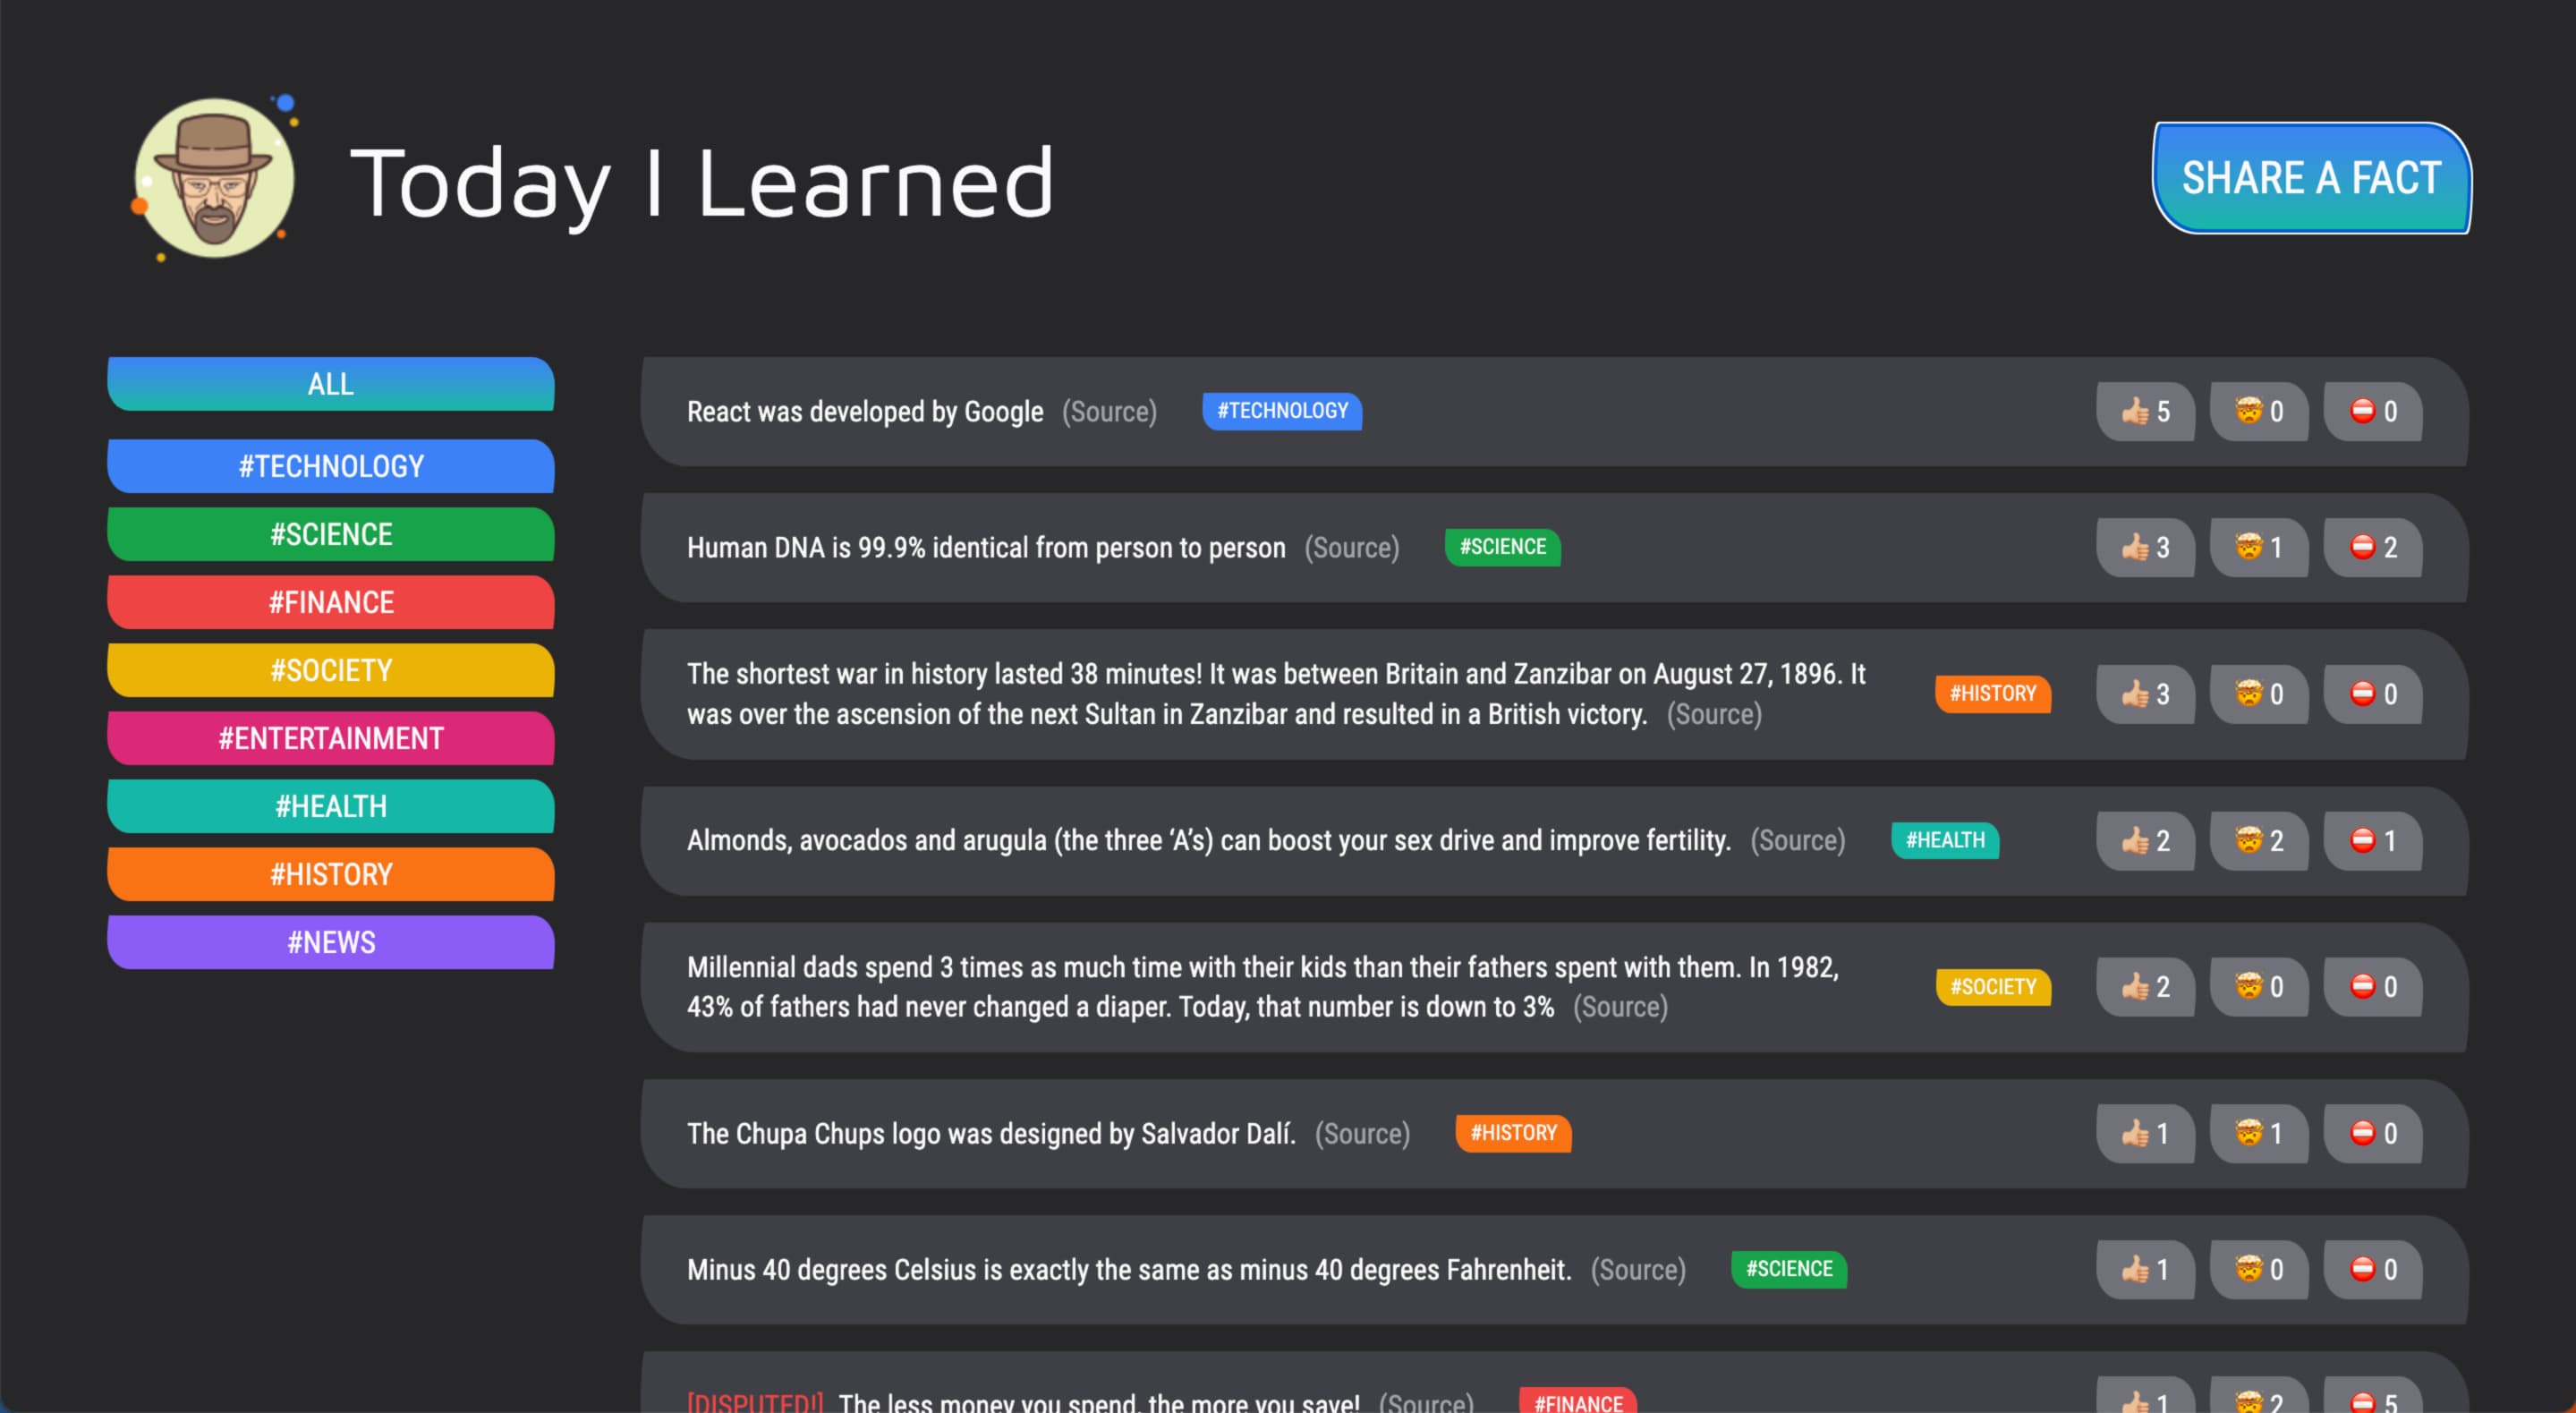 Today I Learned
SHARE A FACT
ALL
#TECHNOLOGY
#SCIENCE
#FINANCE
#SOCIETY
#ENTERTAINMENT
#HEALTH
#HISTORY
#NEWS
React was developed by Google (Source) #TECHNOLOGY 👍🏼 5 🤯 0 ⛔️ 0
Human DNA is 99.9% identical from person to person (Source) #SCIENCE 👍🏼 3 🤯 1 ⛔️ 2
The shortest war in history lasted 38 minutes! It was between Britain and Zanzibar on August 27, 1896. It
was over the ascension of the next Sultan in Zanzibar and resulted in a British victory. (Source)
#HISTORY 👍🏼 3 🤯 0 ⛔️ 0
Almonds, avocados and arugula (the three ‘A’s) can boost your sex drive and improve fertility. (Source) #HEALTH 👍🏼 2 🤯 2 ⛔️ 1
Millennial dads spend 3 times as much time with their kids than their fathers spent with them. In 1982,
43% of fathers had never changed a diaper. Today, that number is down to 3% (Source)
#SOCIETY 👍🏼 2 🤯 0 ⛔️ 0
The Chupa Chups logo was designed by Salvador Dalí. (Source) #HISTORY 👍🏼 1 🤯 1 ⛔️ 0
Minus 40 degrees Celsius is exactly the same as minus 40 degrees Fahrenheit. (Source) #SCIENCE 👍🏼 1 🤯 0 ⛔️ 0
[DISPUTED!] The less money you spend, the more you save! (Source) #FINANCE 👍🏼 1 🤯 2 ⛔️ 5